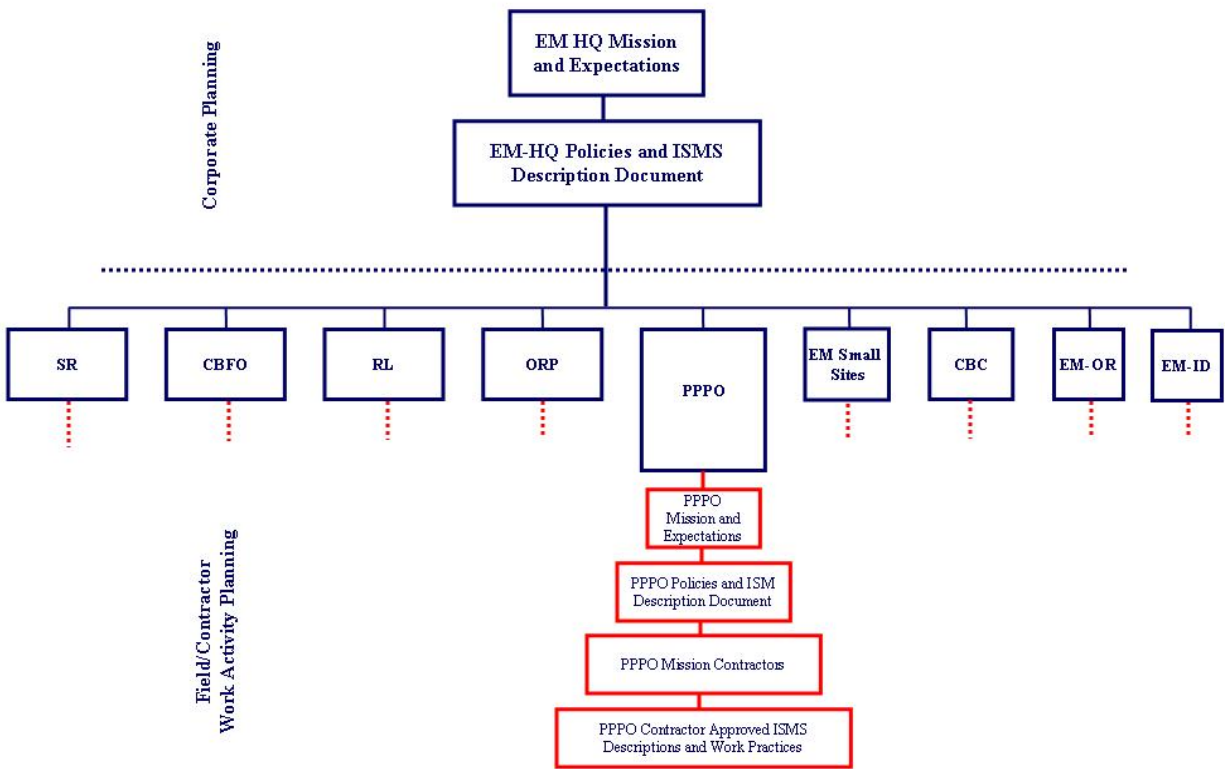 Corporate Planning
EM HQ Mission
and Expectations
EM-HQ Policies and ISMS
Description Document
SR
CBFO
RL
ORP
PPPO
EM Small
Sites
CBC
EM-OR
EM-ID
Field/Contractor
Work Activity Planning
PPPO
Mission and
Expectations
PPPO Policies and ISM
Description Document
PPPO Mission Contractors
PPPO Contractor Approved ISMS
Descriptions and Work Practices